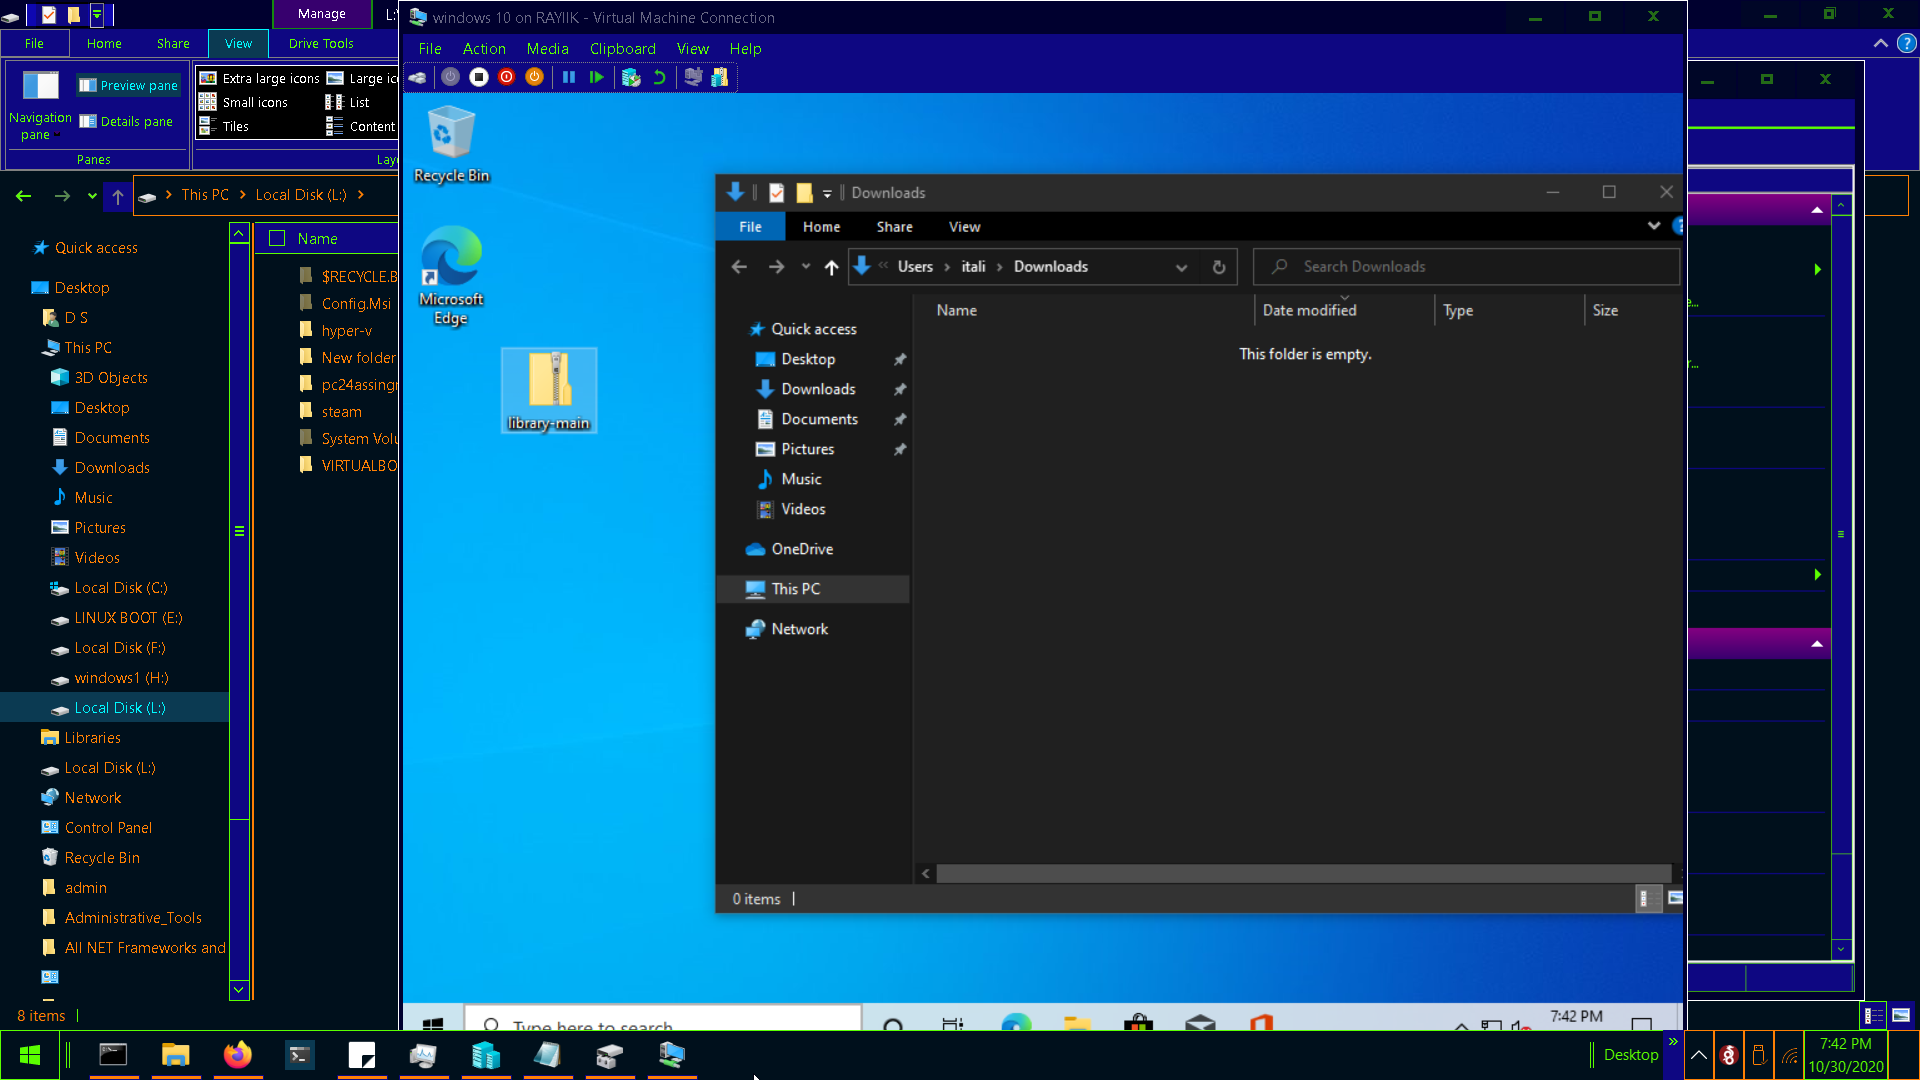 Manage
L:\
windows 10 on RAYIIK - Virtual Machine Connection
File
Home
Share
View
Drive Tools
File
Action
Media
Clipboard
View
Help
Navigation
pane
Preview pane
Details pane
Panes
Extra large icons
Large ic
Small icons
List
Tiles
Content
Lay
This PC
Local Disk (L:)
Quick access
Desktop
D S
This PC
3D Objects
Desktop
Documents
Downloads
Music
Pictures
Videos
Local Disk (C:)
LINUX BOOT (E:)
Local Disk (F:)
windows1 (H:)
Local Disk (L:)
Libraries
Local Disk (L:)
Network
Control Panel
Recycle Bin
admin
Administrative_Tools
All NET Frameworks and
8 items
Name
$RECYCLE.B
Config.Msi
hyper-v
New folder
pc24assingn
steam
System Volu
VIRTUALBO
Recycle Bin
Microsoft
Edge
library-main
Downloads
File
Home
Share
View
Users
itali
Downloads
Search Downloads
Name
Date modified
Type
Size
This folder is empty.
Quick access
Desktop
Downloads
Documents
Pictures
Music
Videos
OneDrive
This PC
Network
0 items
Type here to search
7:42 PM
Desktop
7:42 PM
10/30/2020